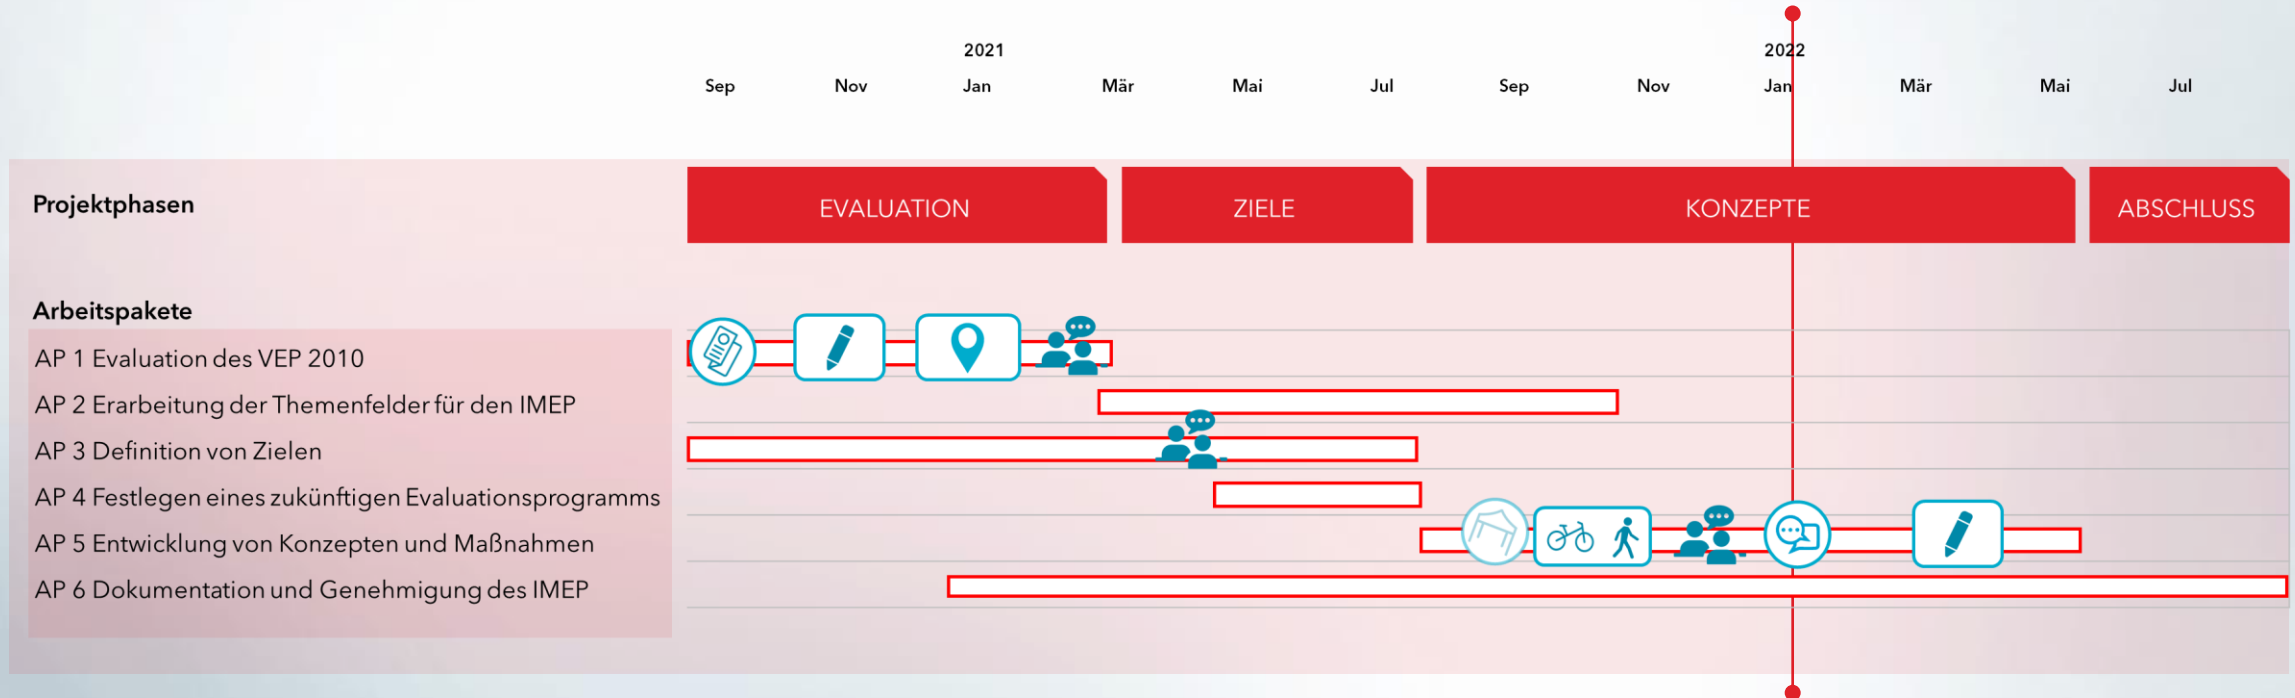 2021 2022
Sep Nov Jan Mär Mai Jul Sep Nov Jan Mär Mai Jul
Projektphasen EVALUATION ZIELE KONZEPTE ABSCHLUSS
Arbeitspakete
AP 1 Evaluation des VEP 2010
AP 2 Erarbeitung der Themenfelder für den IMEP
AP 3 Definition von Zielen
AP 4 Festlegen eines zukünftigen Evaluationsprogramms
AP 5 Entwicklung von Konzepten und Maßnahmen
AP 6 Dokumentation und Genehmigung des IMEP